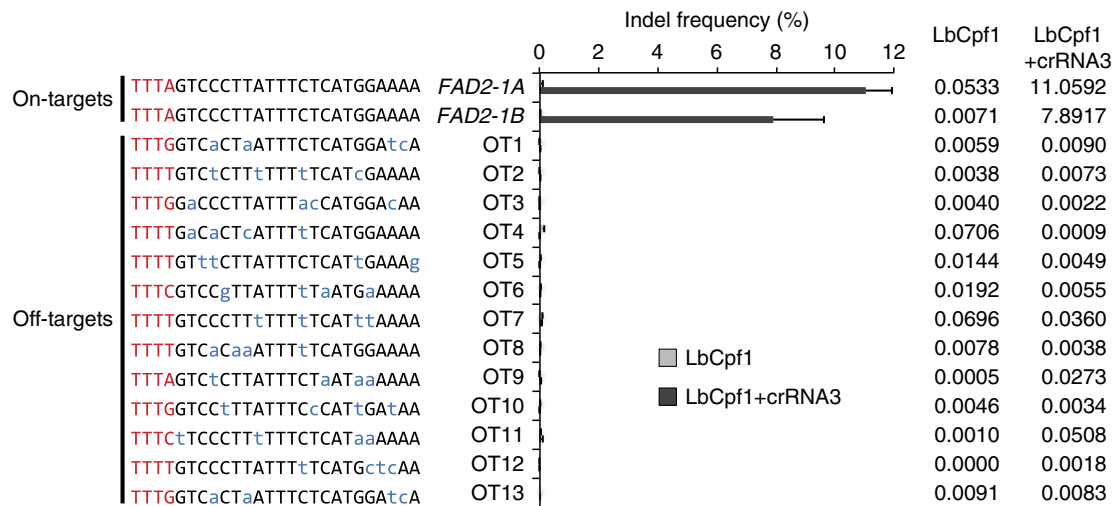 Indel frequency (%)
0 2 4 6 8 10 12
LbCpf1
LbCpf1
+crRNA3
On-targets
TTTAGTCCCTTATTTCTCATGGAAAA FAD2-1A 0.0533 11.0592
TTTAGTCCCTTATTTCTCATGGAAAA FAD2-1B 0.0071 7.8917
Off-targets
TTTGGTCaCTaATTTCTCATGGAtcA OT1 0.0059 0.0090
TTTTGTCtCTTtTTTtTCATcGAAAA OT2 0.0038 0.0073
TTTGGaCCCTTATTTacCATGGAcAA OT3 0.0040 0.0022
TTTTGaCaCTcATTTtTCATGGAAAA OT4 0.0706 0.0009
TTTTGTttCTTATTTCTCATtGAAAg OT5 0.0144 0.0049
TTTCGTCCgTTATTTtTaATGaAAAA OT6 0.0192 0.0055
TTTTGTCCCTTtTTTtTCATttAAAA OT7 0.0696 0.0360
TTTTGTCaCaaATTTtTCATGGAAAA OT8 0.0078 0.0038
TTTAGTCtCTTATTTCTaATaaAAAA OT9 0.0005 0.0273
TTTGGTCCtTTATTTCcCATtGAtAA OT10 0.0046 0.0034
TTTCtTCCCTTtTTTCTCATaaAAAA OT11 0.0010 0.0508
TTTTGTCCCTTATTTtTCATGctcAA OT12 0.0000 0.0018
TTTGGTCaCTaATTTCTCATGGAtcA OT13 0.0091 0.0083
LbCpf1
LbCpf1+crRNA3